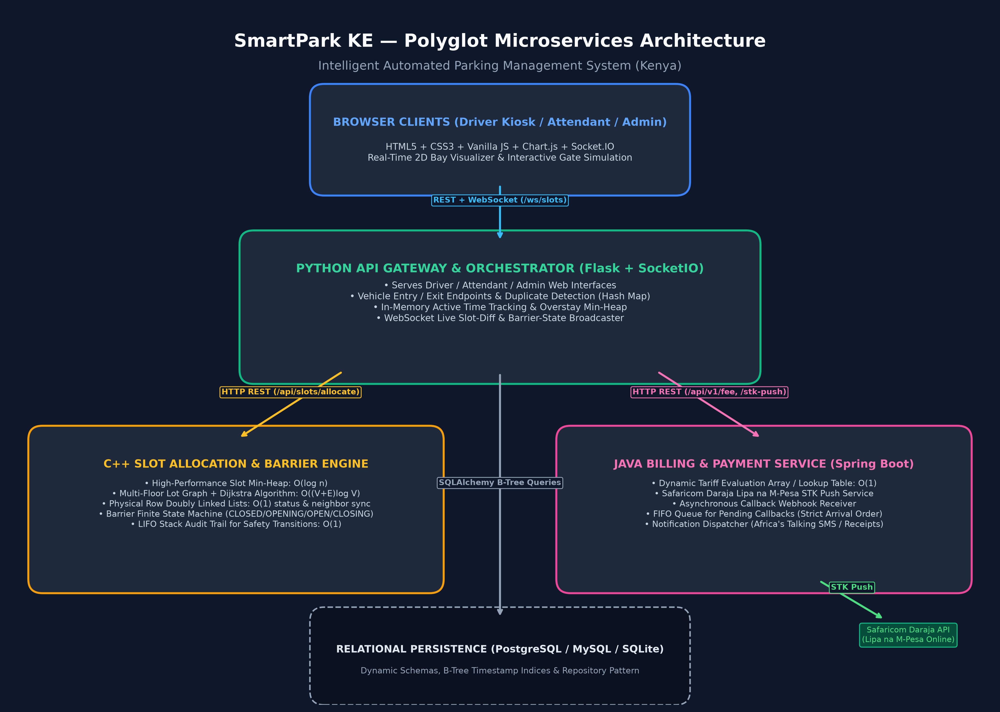 SmartPark KE — Polyglot Microservices Architecture
Intelligent Automated Parking Management System (Kenya)
BROWSER CLIENTS (Driver Kiosk / Attendant / Admin)
HTML5 + CSS3 + Vanilla JS + Chart.js + Socket.IO
Real-Time 2D Bay Visualizer & Interactive Gate Simulation
REST + WebSocket (/ws/slots)
PYTHON API GATEWAY & ORCHESTRATOR (Flask + SocketIO)
• Serves Driver / Attendant / Admin Web Interfaces
• Vehicle Entry / Exit Endpoints & Duplicate Detection (Hash Map)
• In-Memory Active Time Tracking & Overstay Min-Heap
• WebSocket Live Slot-Diff & Barrier-State Broadcaster
HTTP REST (/api/slots/allocate)
HTTP REST (/api/v1/fee, /stk-push)
C++ SLOT ALLOCATION & BARRIER ENGINE
• High-Performance Slot Min-Heap: O(log n)
• Multi-Floor Lot Graph + Dijkstra Algorithm: O((V+E)log V)
• Physical Row Doubly Linked Lists: O(1) status & neighbor sync
• Barrier Finite State Machine (CLOSED/OPENING/OPEN/CLOSING)
• LIFO Stack Audit Trail for Safety Transitions: O(1)
SQLAlchemy B-Tree Queries
JAVA BILLING & PAYMENT SERVICE (Spring Boot)
• Dynamic Tariff Evaluation Array / Lookup Table: O(1)
• Safaricom Daraja Lipa na M-Pesa STK Push Service
• Asynchronous Callback Webhook Receiver
• FIFO Queue for Pending Callbacks (Strict Arrival Order)
• Notification Dispatcher (Africa's Talking SMS / Receipts)
STK Push
Safaricom Daraja API
(Lipa na M-Pesa Online)
RELATIONAL PERSISTENCE (PostgreSQL / MySQL / SQLite)
Dynamic Schemas, B-Tree Timestamp Indices & Repository Pattern